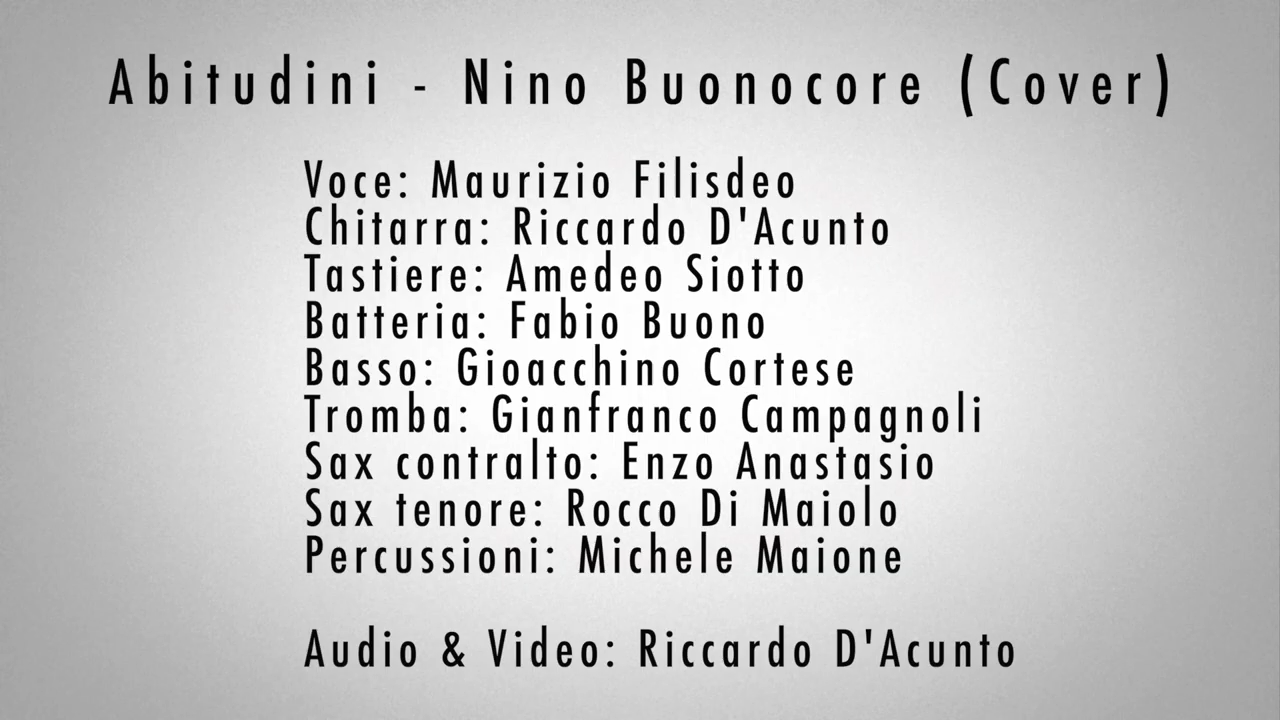 Abitudini - Nino Buonocore (Cover)
Voce: Maurizio Filisdeo
Chitarra: Riccardo D'Acunto
Tastiere: Amedeo Siotto
Batteria: Fabio Buono
Basso: Gioacchino Cortese
Tromba: Gianfranco Campagnoli
Sax contralto: Enzo Anastasio
Sax tenore: Rocco Di Maiolo
Percussioni: Michele Maione
Audio & Video: Riccardo D'Acunto